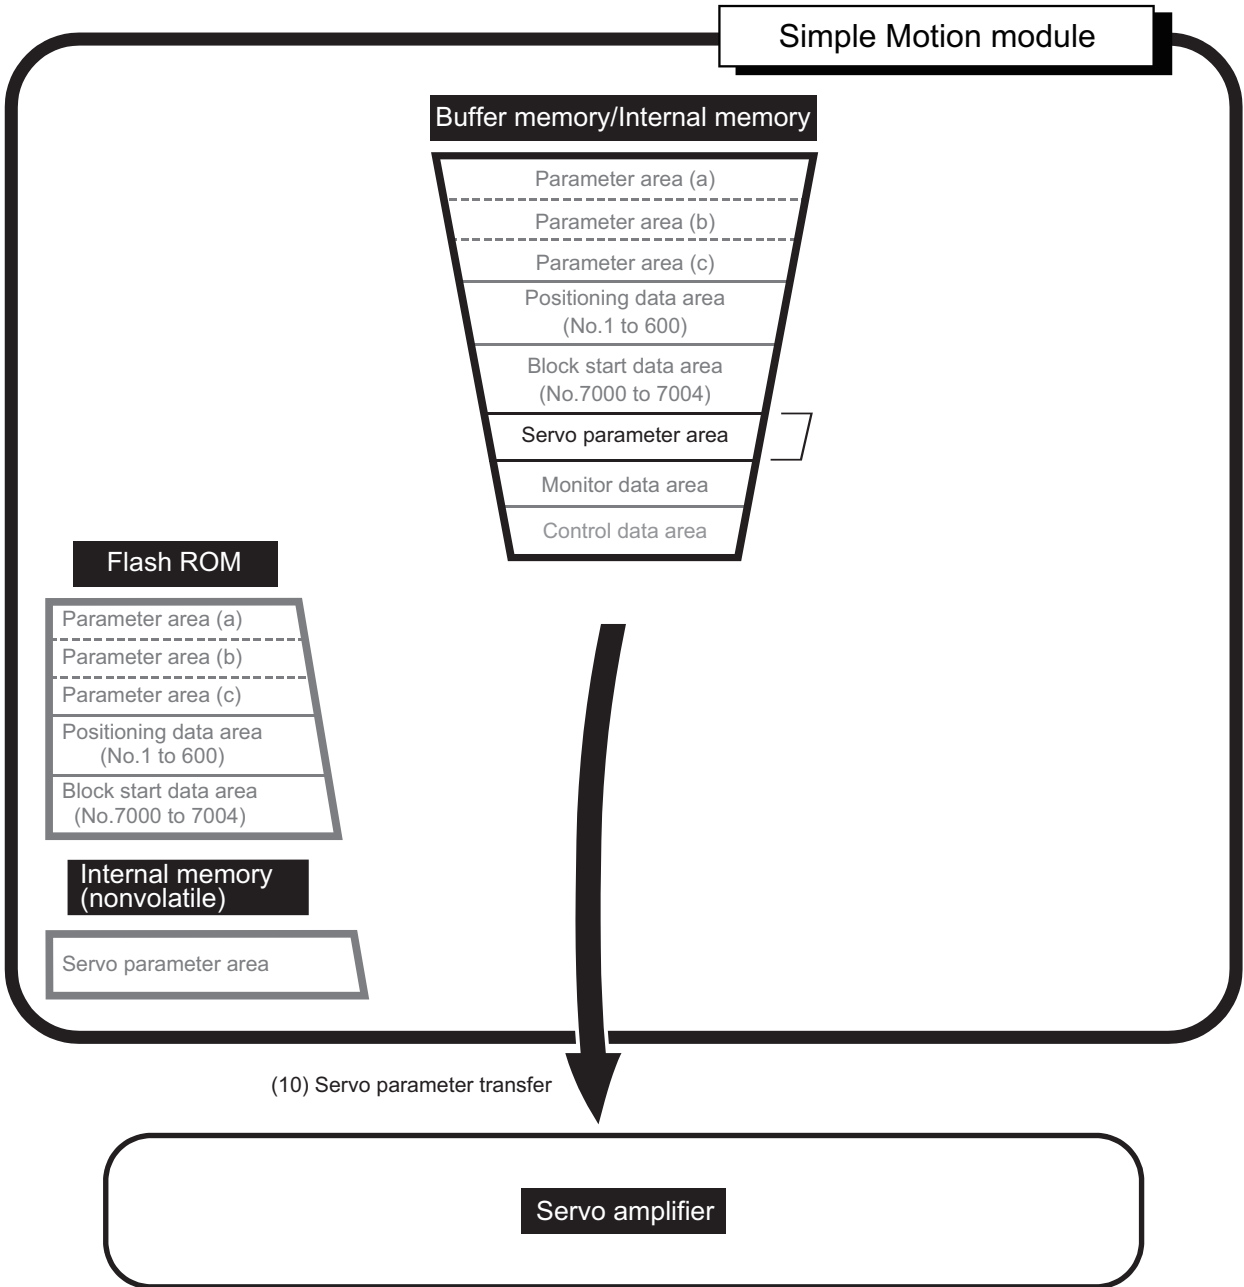 Simple Motion module
Buffer memory/Internal memory
Parameter area (a)
Parameter area (b)
Parameter area (c)
Positioning data area
(No.1 to 600)
Block start data area
(No.7000 to 7004)
Servo parameter area
Monitor data area
Control data area
Flash ROM
Parameter area (a)
Parameter area (b)
Parameter area (c)
Positioning data area
(No.1 to 600)
Block start data area
(No.7000 to 7004)
Internal memory
(nonvolatile)
Servo parameter area
(10) Servo parameter transfer
Servo amplifier